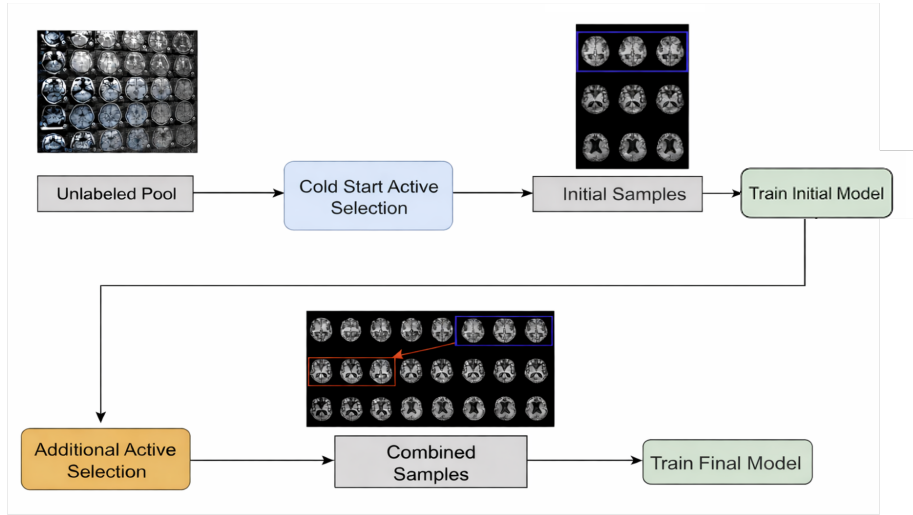 Unlabeled Pool
Cold Start Active
Selection
Initial Samples
Train Initial Model
Additional Active
Selection
Combined
Samples
Train Final Model